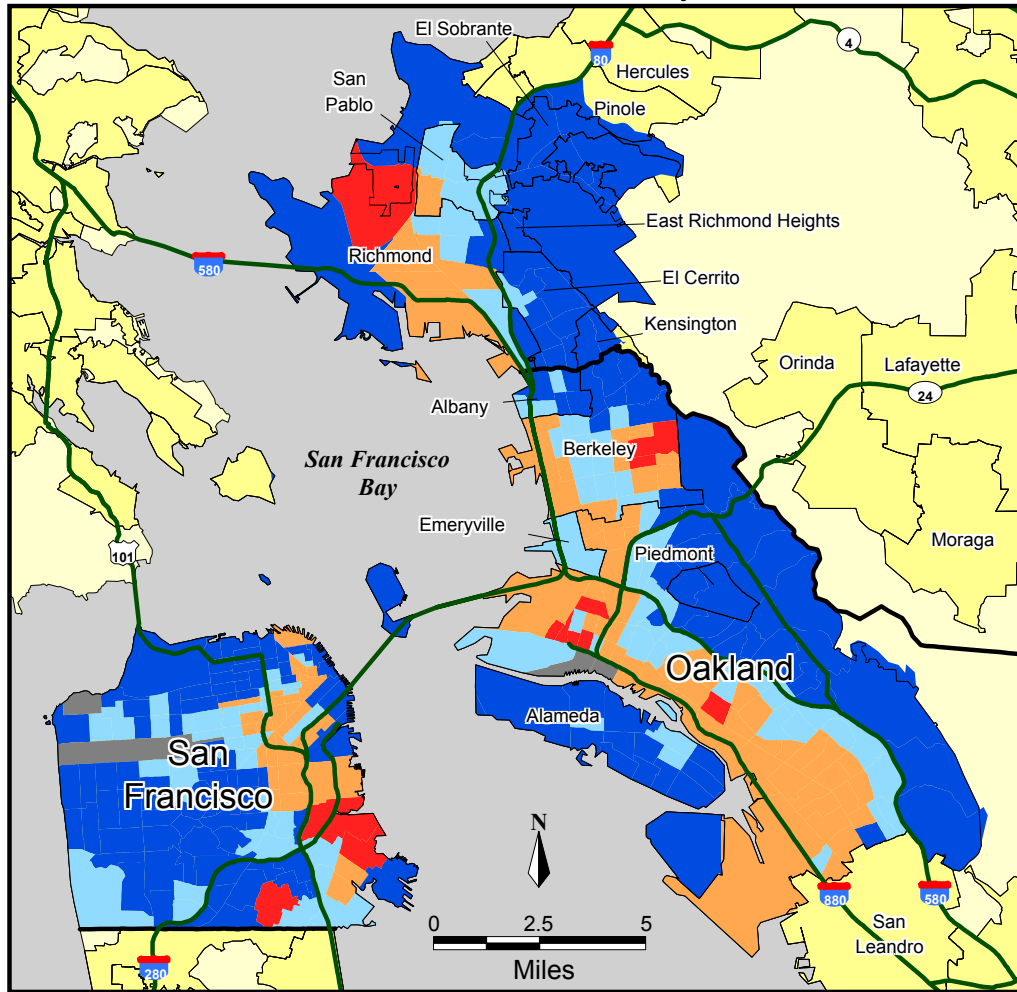 El Sobrante
80
4
Hercules
San
Pablo
Pinole
East Richmond Heights
Richmond
580
El Cerrito
Kensington
Orinda
Lafayette
24
Albany
San Francisco
Bay
Berkeley
Emeryville
Moraga
101
Piedmont
Oakland
Alameda
San
Francisco
N
0 2.5 5
Miles
880
580
San
Leandro
280